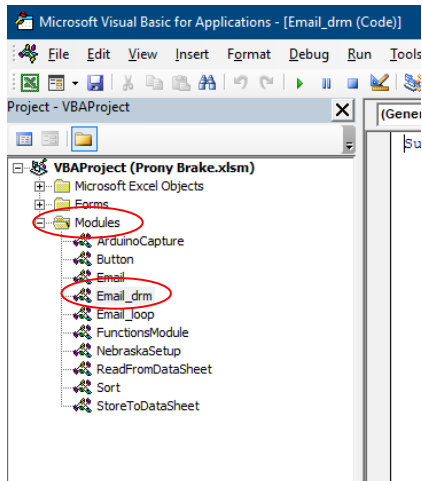 Microsoft Visual Basic for Applications - [Email_drm (Code)]
File Edit View Insert Format Debug Run Tools
Project - VBAProject
(Gener
Su
VBAProject (Prony Brake.xlsm)
Microsoft Excel Objects
Forms
Modules
ArduinoCapture
Button
Email
Email_drm
Email_loop
FunctionsModule
NebraskaSetup
ReadFromDataSheet
Sort
StoreToDataSheet